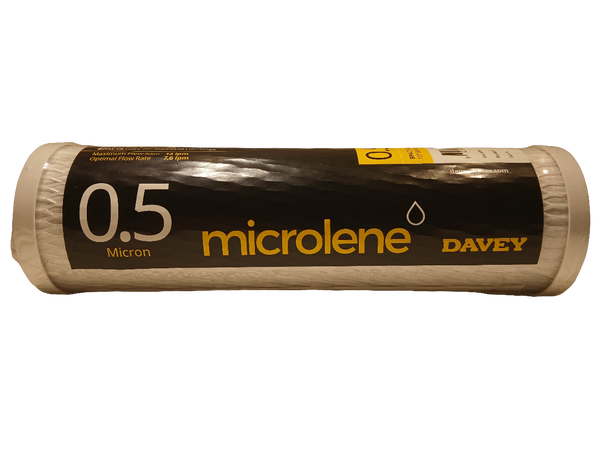 Maximum Flow Rate 14 lpm
Optimal Flow Rate 7.6 lpm
0.5
Micron
microlene
DAVEY